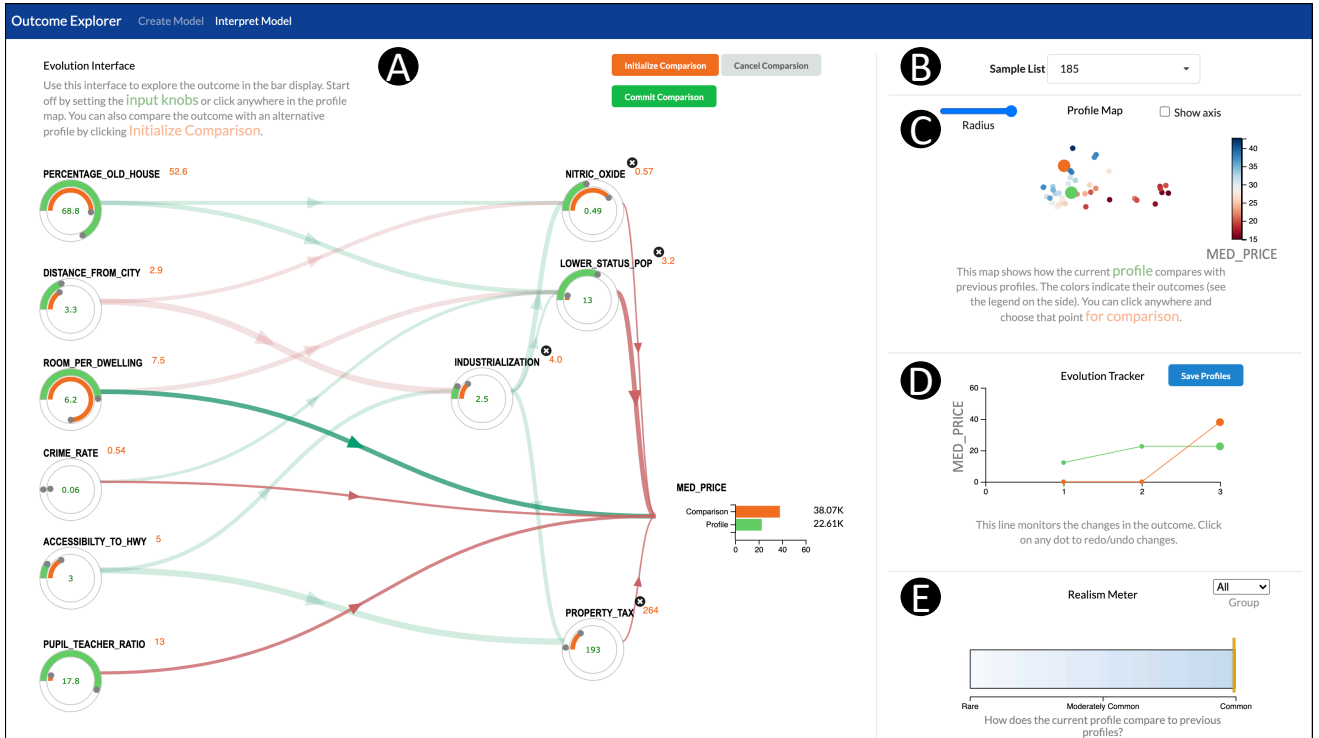 Outcome Explorer Create Model Interpret Model
A
Evolution Interface
Use this interface to explore the outcome in the bar display. Start
off by setting the input knobs or click anywhere in the profile
map. You can also compare the outcome with an alternative
profile by clicking Initialize Comparison.
Initialize Comparison Cancel Comparsion
Commit Comparison
PERCENTAGE_OLD_HOUSE 52.6
68.8
DISTANCE_FROM_CITY 2.9
3.3
ROOM_PER_DWELLING 7.5
6.2
CRIME_RATE 0.54
0.06
ACCESSIBILTY_TO_HWY 5
3
PUPIL_TEACHER_RATIO 13
17.8
NITRIC_OXIDE 0.57
0.49
LOWER_STATUS_POP 3.2
13
INDUSTRIALIZATION 4.0
2.5
PROPERTY_TAX 264
193
MED_PRICE
Comparison 38.07K
Profile 22.61K
0 20 40 60
B
Sample List 185
C
Radius
Profile Map
Show axis
40
35
30
25
20
15
MED_PRICE
This map shows how the current profile compares with
previous profiles. The colors indicate their outcomes (see
the legend on the side). You can click anywhere and
choose that point for comparison.
D
Evolution Tracker Save Profiles
MED_PRICE
60
40
20
0
0 1 2 3
This line monitors the changes in the outcome. Click
on any dot to redo/undo changes.
E
Realism Meter
All
Group
Rare Moderately Common Common
How does the current profile compare to previous
profiles?